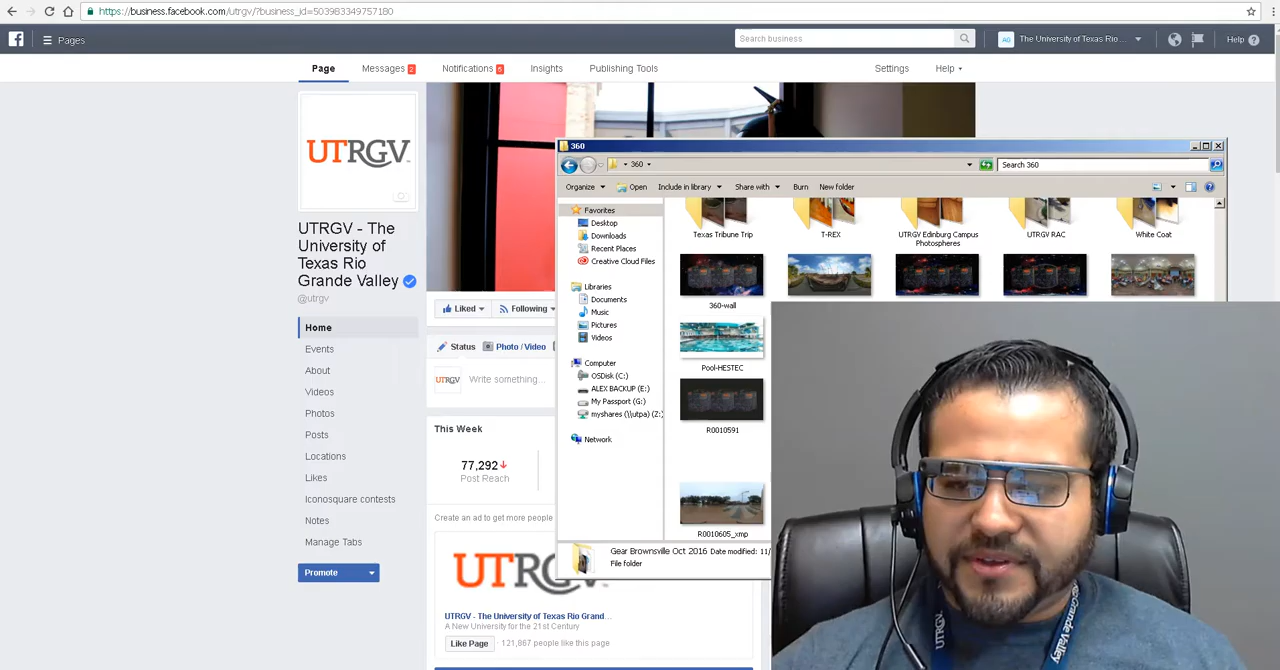 https://business.facebook.com/utrgv/?business_id=503983349757180
Pages
Search business
AQ
The University of Texas Rio ...
Help
Page
Messages 2
Notifications 6
Insights
Publishing Tools
Settings
Help
UTRGV
UTRGV - The
University of
Texas Rio
Grande Valley
@utrgv
Home
Events
About
Videos
Photos
Posts
Locations
Likes
Iconosquare contests
Notes
Manage Tabs
Promote
Liked
Following
Status
Photo / Video
UTRGV
Write something...
This Week
77,292
Post Reach
Create an ad to get more people
UTRGV
UTRGV - The University of Texas Rio Grand...
A New University for the 21st Century
Like Page
121,867 people like this page
360
360
Search 360
Organize
Open
Include in library
Share with
Burn
New folder
Favorites
Desktop
Downloads
Recent Places
Creative Cloud Files
Libraries
Documents
Music
Pictures
Videos
Computer
OSDisk (C:)
ALEX BACKUP (E:)
My Passport (G:)
myshares (\\utpa) (Z:)
Network
Texas Tribune Trip
T-REX
UTRGV Edinburg Campus
Photospheres
UTRGV RAC
White Coat
360-wall
Pool-HESTEC
R0010591
R0010605_xmp
Gear Brownsville Oct 2016 Date modified: 11/
File folder
UTRGV
Grande Valley